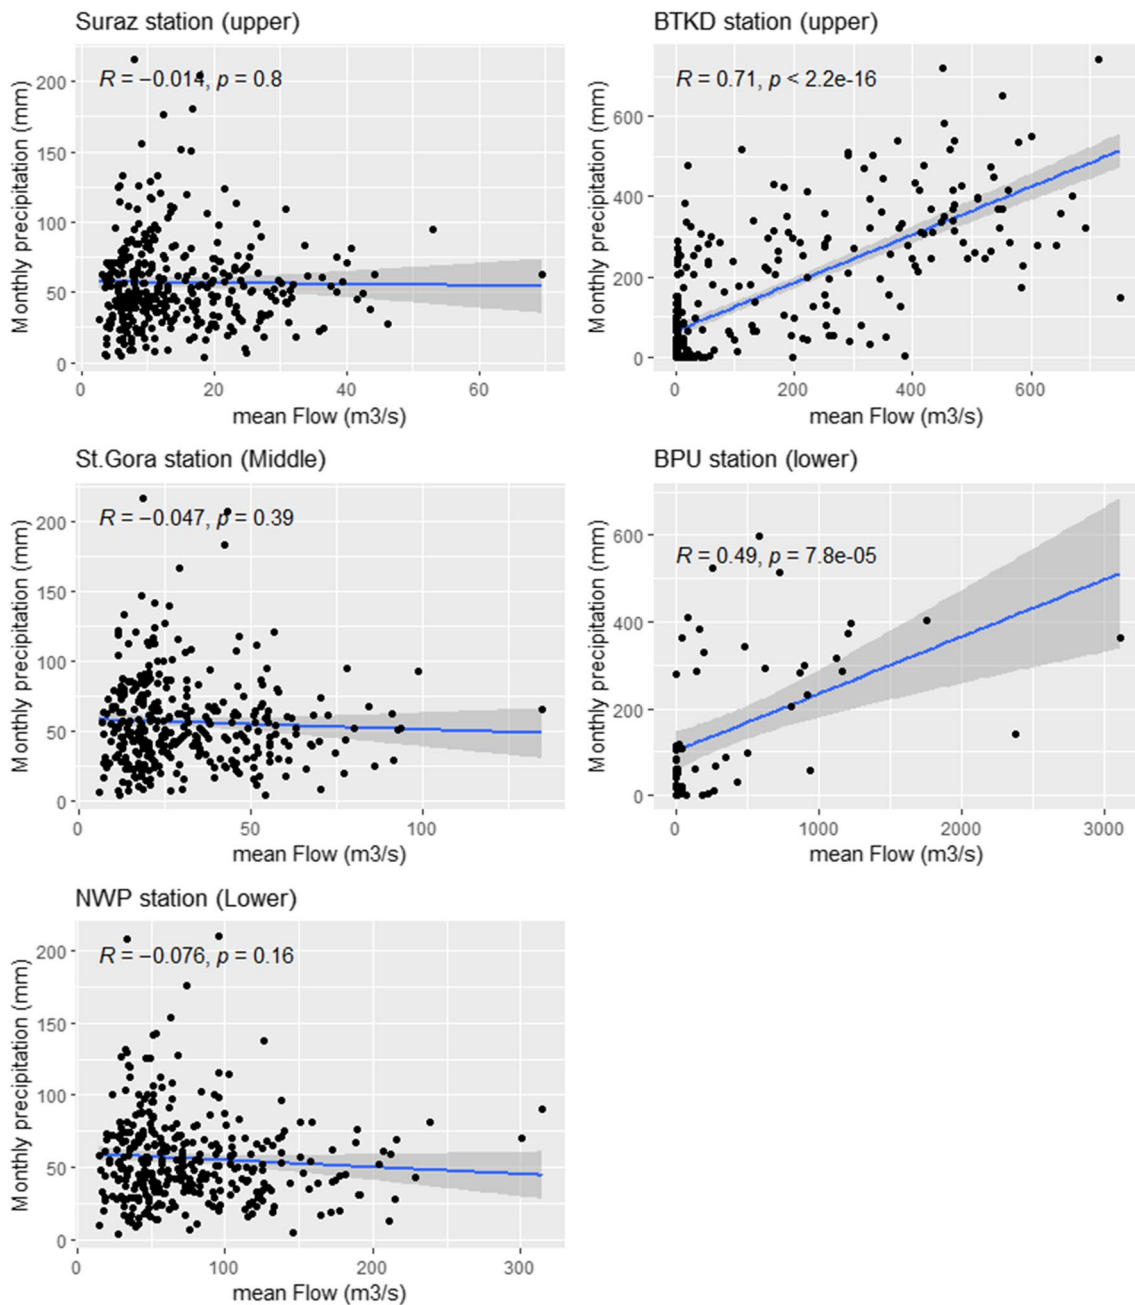 Suraz station (upper)
R = −0.014, p = 0.8
Monthly precipitation (mm)
200
150
100
50
0
0 20 40 60
mean Flow (m3/s)
BTKD station (upper)
R = 0.71, p < 2.2e-16
Monthly precipitation (mm)
600
400
200
0
0 200 400 600
mean Flow (m3/s)
St.Gora station (Middle)
R = −0.047, p = 0.39
Monthly precipitation (mm)
200
150
100
50
0
0 50 100
mean Flow (m3/s)
BPU station (lower)
R = 0.49, p = 7.8e-05
Monthly precipitation (mm)
600
400
200
0
0 1000 2000 3000
mean Flow (m3/s)
NWP station (Lower)
R = −0.076, p = 0.16
Monthly precipitation (mm)
200
150
100
50
0
0 100 200 300
mean Flow (m3/s)